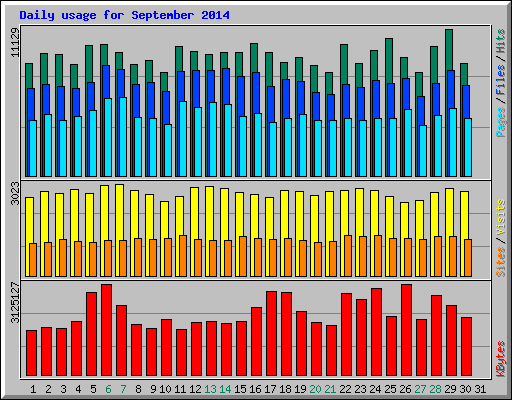 Daily usage for September 2014
11129
Pages / Files / Hits
3023
Sites / Visits
3125127
KBytes
1 2 3 4 5 6 7 8 9 10 11 12 13 14 15 16 17 18 19 20 21 22 23 24 25 26 27 28 29 30 31